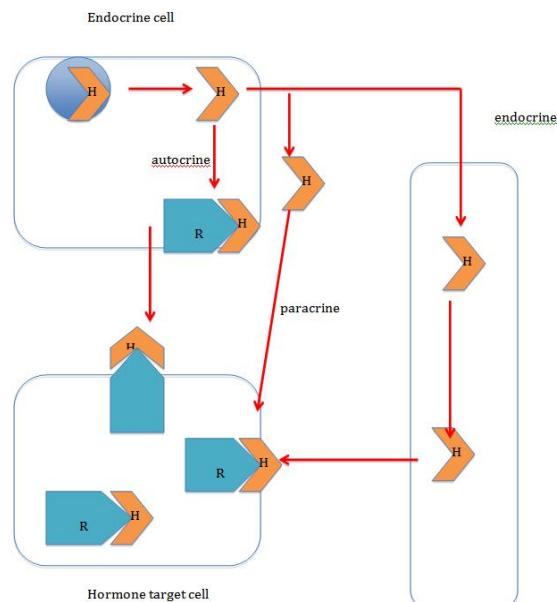 Endocrine cell
H
H
endocrine
autocrine
H
R
H
H
paracrine
H
H
R
H
H
R
H
Hormone target cell